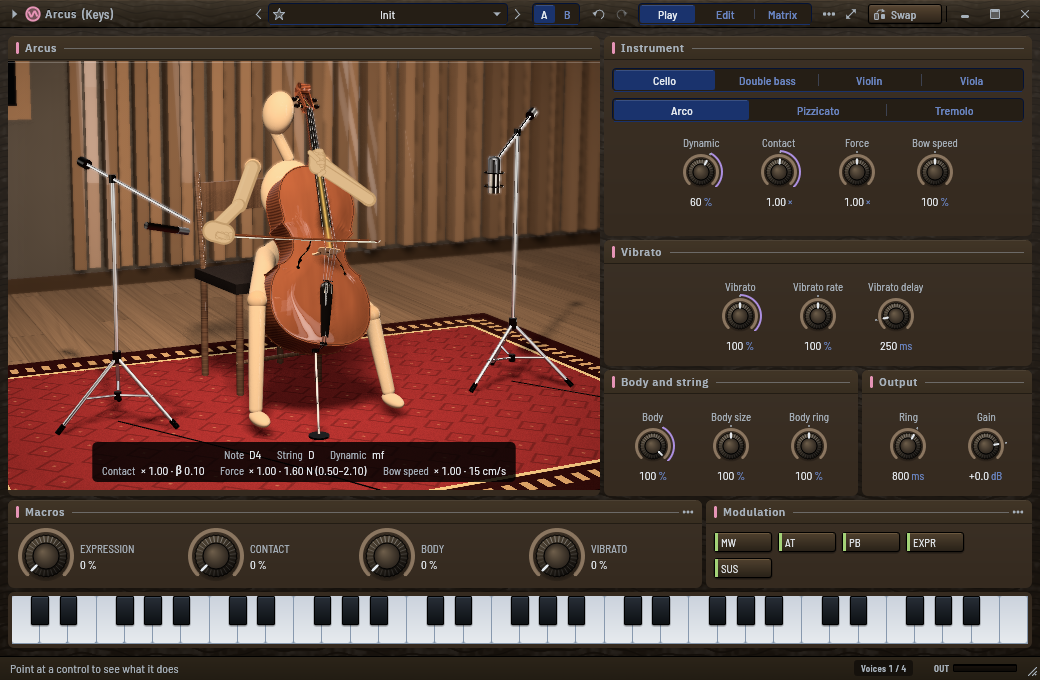 Arcus (Keys)
Init
A B
Play Edit Matrix
Swap
Arcus
Instrument
Cello Double bass Violin Viola
Arco Pizzicato Tremolo
Dynamic Contact Force Bow speed
60 % 1.00 × 1.00 × 100 %
Vibrato
Vibrato Vibrato rate Vibrato delay
100 % 100 % 250 ms
Body and string
Body Body size Body ring
100 % 100 % 100 %
Output
Ring Gain
800 ms +0.0 dB
Note D4 String D Dynamic mf
Contact × 1.00 · β 0.10 Force × 1.00 · 1.60 N (0.50–2.10) Bow speed × 1.00 · 15 cm/s
Macros
EXPRESSION
0 %
CONTACT
0 %
BODY
0 %
VIBRATO
0 %
Modulation
MW AT PB EXPR
SUS
Point at a control to see what it does
Voices 1 / 4
OUT